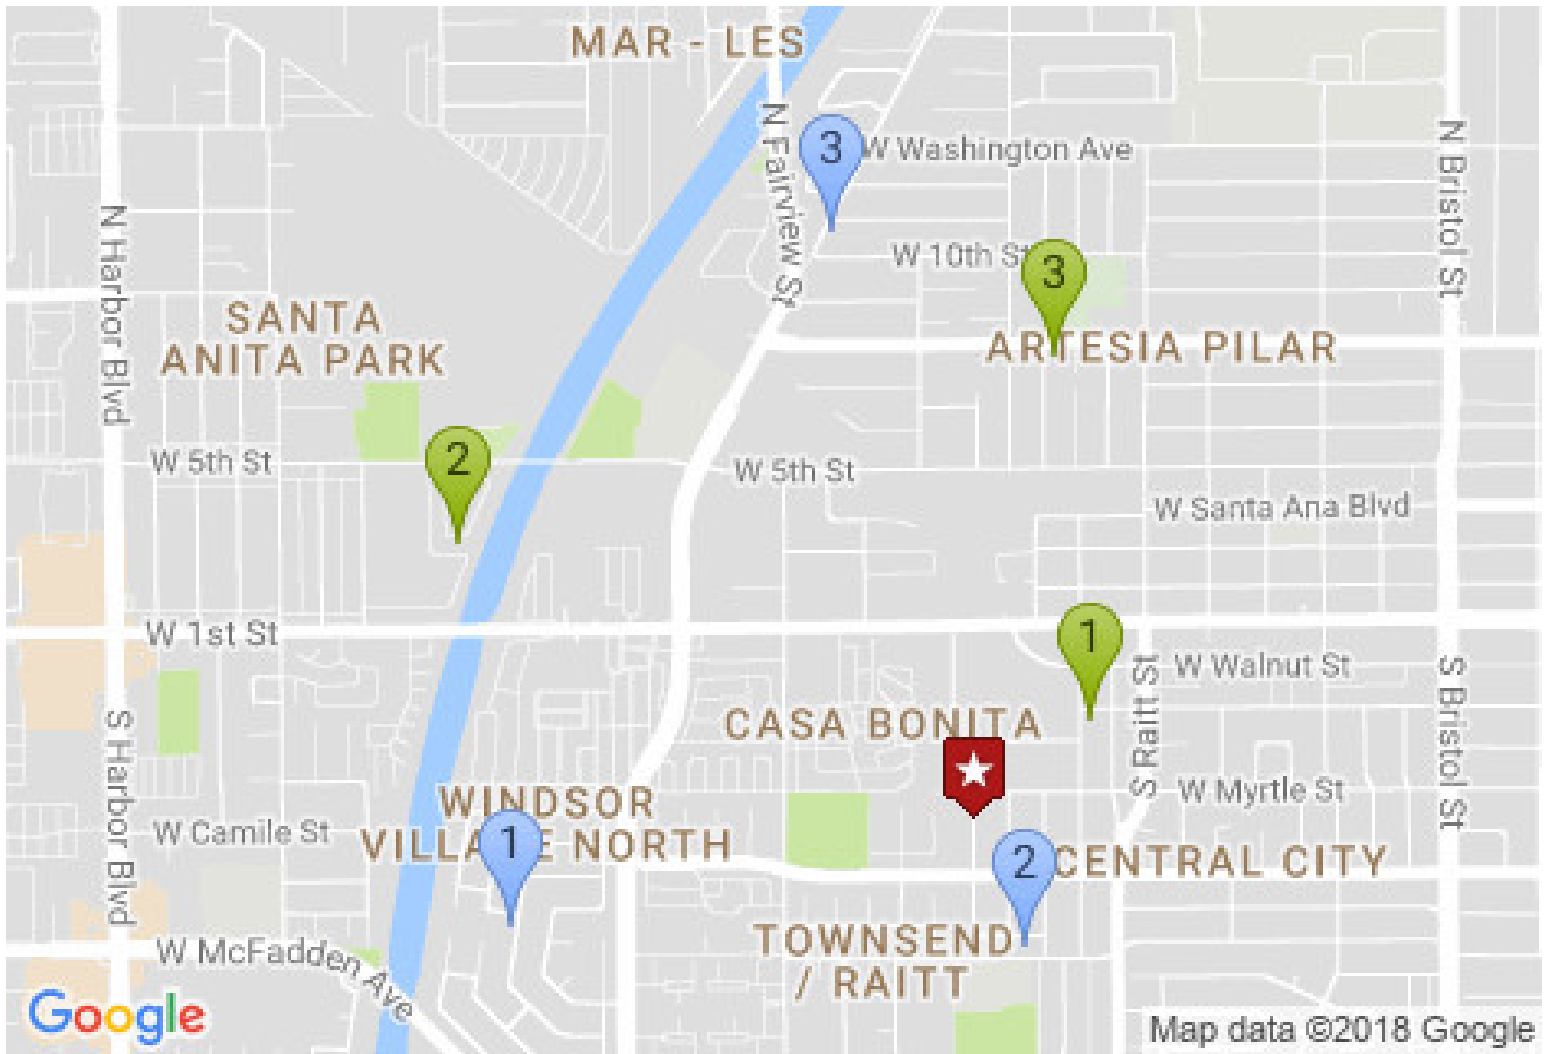 MAR - LES
N Fairview St
3
W Washington Ave
N Bristol St
N Harbor Blvd
W 10th St
3
SANTA
ANITA PARK
ARTESIA PILAR
2
W 5th St
W 5th St
W Santa Ana Blvd
W 1st St
1
W Walnut St
S Raitt St
S Bristol St
S Harbor Blvd
CASA BONITA
W Myrtle St
WINDSOR
VILLAGE NORTH
W Camile St
1
2
CENTRAL CITY
W McFadden Ave
TOWNSEND
/ RAITT
Google
Map data ©2018 Google